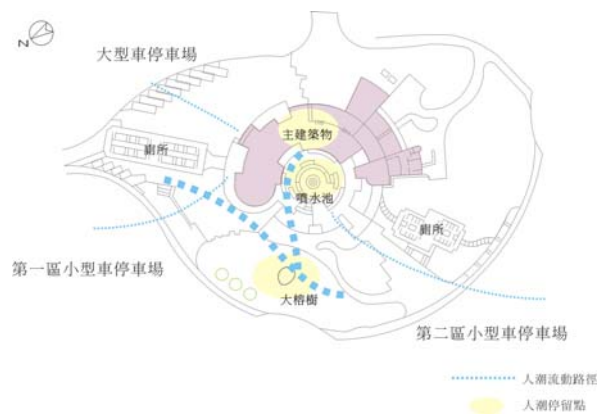 N
大型車停車場
主建築物
廁所
噴水池
廁所
第一區小型車停車場
大榕樹
第二區小型車停車場
人潮流動路徑
人潮停留點